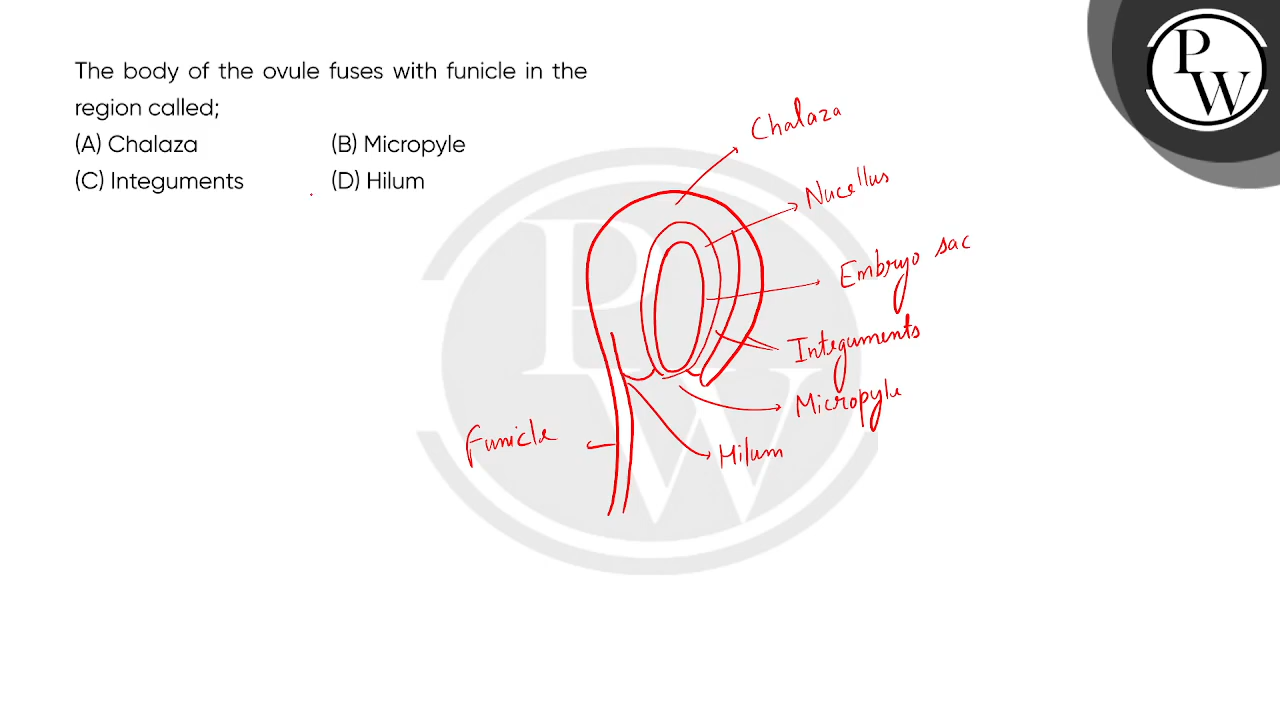 The body of the ovule fuses with funicle in the
region called;
(A) Chalaza (B) Micropyle
(C) Integuments (D) Hilum
P
W
Chalaza
Nucellus
Embryo sac
Integuments
Micropyle
Funicle
Hilum
P
W